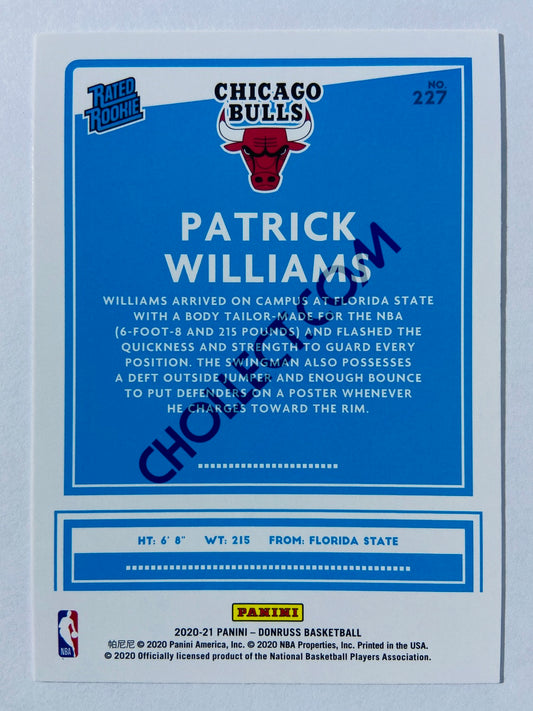 RATED
ROOKIE
CHICAGO
BULLS
NO.
227
PATRICK
WILLIAMS
WILLIAMS ARRIVED ON CAMPUS AT FLORIDA STATE
WITH A BODY TAILOR-MADE FOR THE NBA
(6-FOOT-8 AND 215 POUNDS) AND FLASHED THE
QUICKNESS AND STRENGTH TO GUARD EVERY
POSITION. THE SWINGMAN ALSO POSSESSES
A DEFT OUTSIDE JUMPER AND ENOUGH BOUNCE
TO PUT DEFENDERS ON A POSTER WHENEVER
HE CHARGES TOWARD THE RIM.
CHOLLECT.COM
HT: 6' 8" WT: 215 FROM: FLORIDA STATE
PANINI
2020-21 PANINI – DONRUSS BASKETBALL
帕尼尼 © 2020 Panini America, Inc. © 2020 NBA Properties, Inc. Printed in the USA.
© 2020 Officially licensed product of the National Basketball Players Association.
NBA